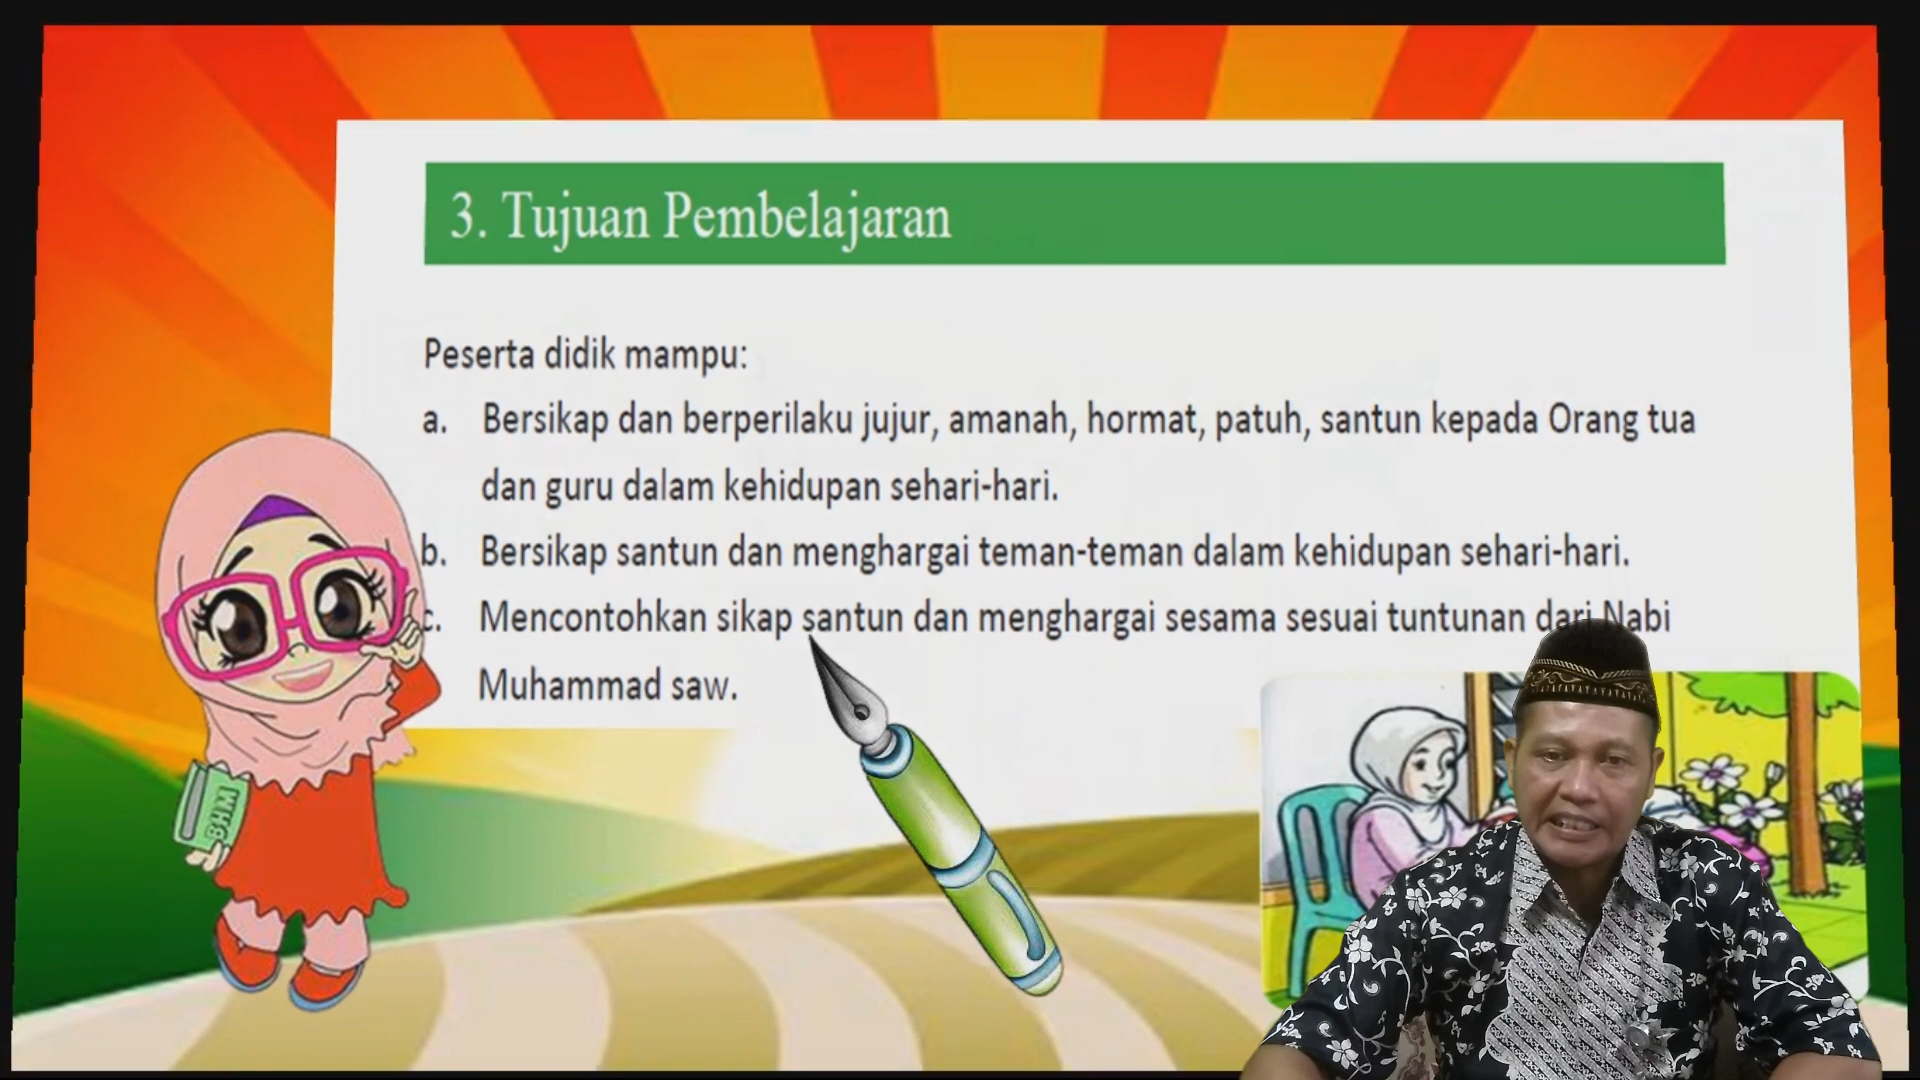 3. Tujuan Pembelajaran
Peserta didik mampu:
a. Bersikap dan berperilaku jujur, amanah, hormat, patuh, santun kepada Orang tua
dan guru dalam kehidupan sehari-hari.
b. Bersikap santun dan menghargai teman-teman dalam kehidupan sehari-hari.
c. Mencontohkan sikap santun dan menghargai sesama sesuai tuntunan dari Nabi
Muhammad saw.
BHM